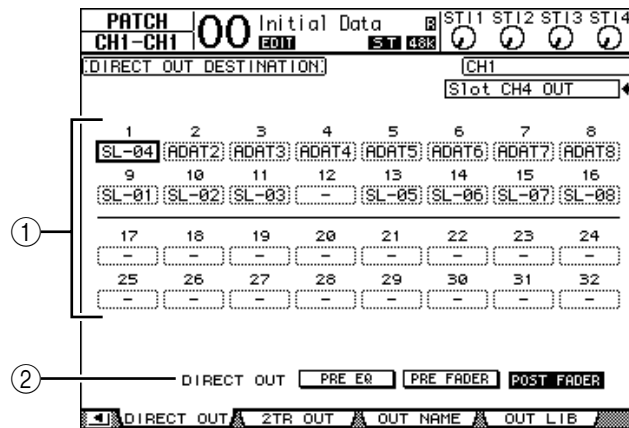 PATCH
CH1-CH1
00 Initial Data R
EDIT ST 48K
STI1 STI2 STI3 STI4
DIRECT OUT DESTINATION
CH1
Slot CH4 OUT
1 2 3 4 5 6 7 8
SL-04 ADAT2 ADAT3 ADAT4 ADAT5 ADAT6 ADAT7 ADAT8
9 10 11 12 13 14 15 16
SL-01 SL-02 SL-03 - SL-05 SL-06 SL-07 SL-08
① 17 18 19 20 21 22 23 24
- - - - - - - -
25 26 27 28 29 30 31 32
- - - - - - - -
② DIRECT OUT PRE EQ PRE FADER POST FADER
DIRECT OUT 2TR OUT OUT NAME OUT LIB